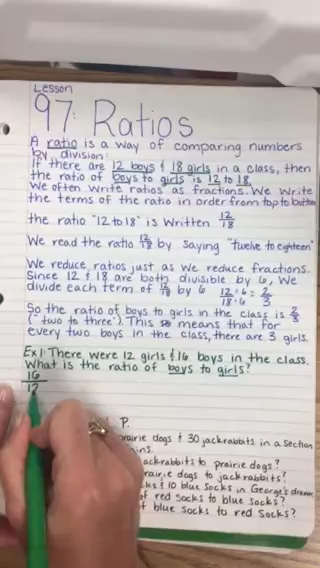 Lesson
97: Ratios
A ratio is a way of comparing numbers
by division:
If there are 12 boys & 18 girls in a class, then
the ratio of boys to girls is 12 to 18.
We often write ratios as fractions. We write
the terms of the ratio in order from top to bottom
the ratio "12 to 18" is written 12/18
We read the ratio 12/18 by saying "twelve to eighteen"
We reduce ratios just as we reduce fractions.
Since 12 & 18 are both divisible by 6, We
divide each term of 12/18 by 6 12÷6/18÷6 = 2/3
So the ratio of boys to girls in the class is 2/3
("two to three"). This means that for
every two boys in the class, there are 3 girls.
Ex1: There were 12 girls & 16 boys in the class.
What is the ratio of boys to girls?
16
12
P.
prairie dogs & 30 jackrabbits in a section
ins.
jackrabbits to prairie dogs?
rairie dogs to jackrabbits?
ks & 10 blue socks in George's drawer
of red socks to blue socks?
f blue socks to red socks?